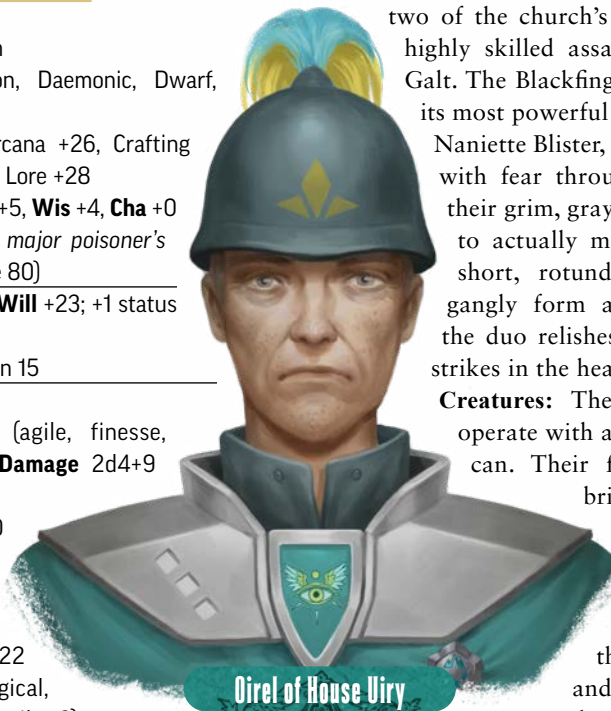 on, Daemonic, Dwarf,
rcana +26, Crafting
Lore +28
+5, Wis +4, Cha +0
major poisoner's
e 80)
Will +23; +1 status
n 15
(agile, finesse,
Damage 2d4+9
22
gical,
two of the church's
highly skilled assa
Galt. The Blackfing
its most powerful
Naniette Blister,
with fear throu
their grim, gray
to actually m
short, rotund
gangly form a
the duo relishes
strikes in the hea
Creatures: The
operate with a
can. Their f
bri
th
and
Oirel of House Uiry